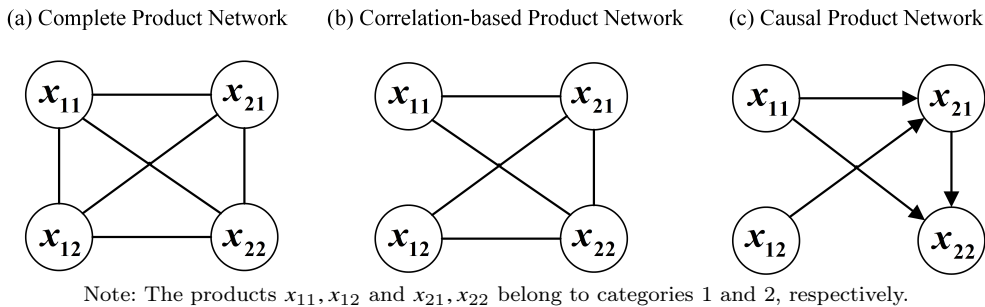 (a) Complete Product Network (b) Correlation-based Product Network (c) Causal Product Network
x₁₁ x₂₁ x₁₁ x₂₁ x₁₁ x₂₁
x₁₂ x₂₂ x₁₂ x₂₂ x₁₂ x₂₂
Note: The products x₁₁, x₁₂ and x₂₁, x₂₂ belong to categories 1 and 2, respectively.